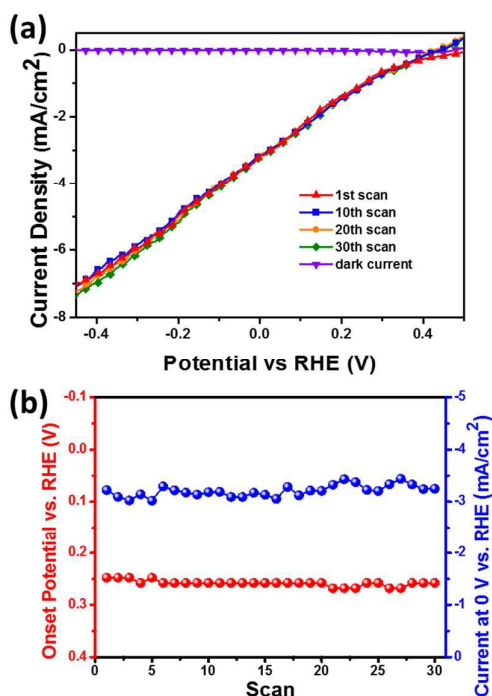 (a)
Current Density (mA/cm²)
0
-2
-4
-6
-8
1st scan
10th scan
20th scan
30th scan
dark current
-0.4 -0.2 0.0 0.2 0.4
Potential vs RHE (V)
(b)
Onset Potential vs. RHE (V)
-0.1
0.0
0.1
0.2
0.3
0.4
-5
-4
-3
-2
-1
0
Current at 0 V vs. RHE (mA/cm²)
0 5 10 15 20 25 30
Scan